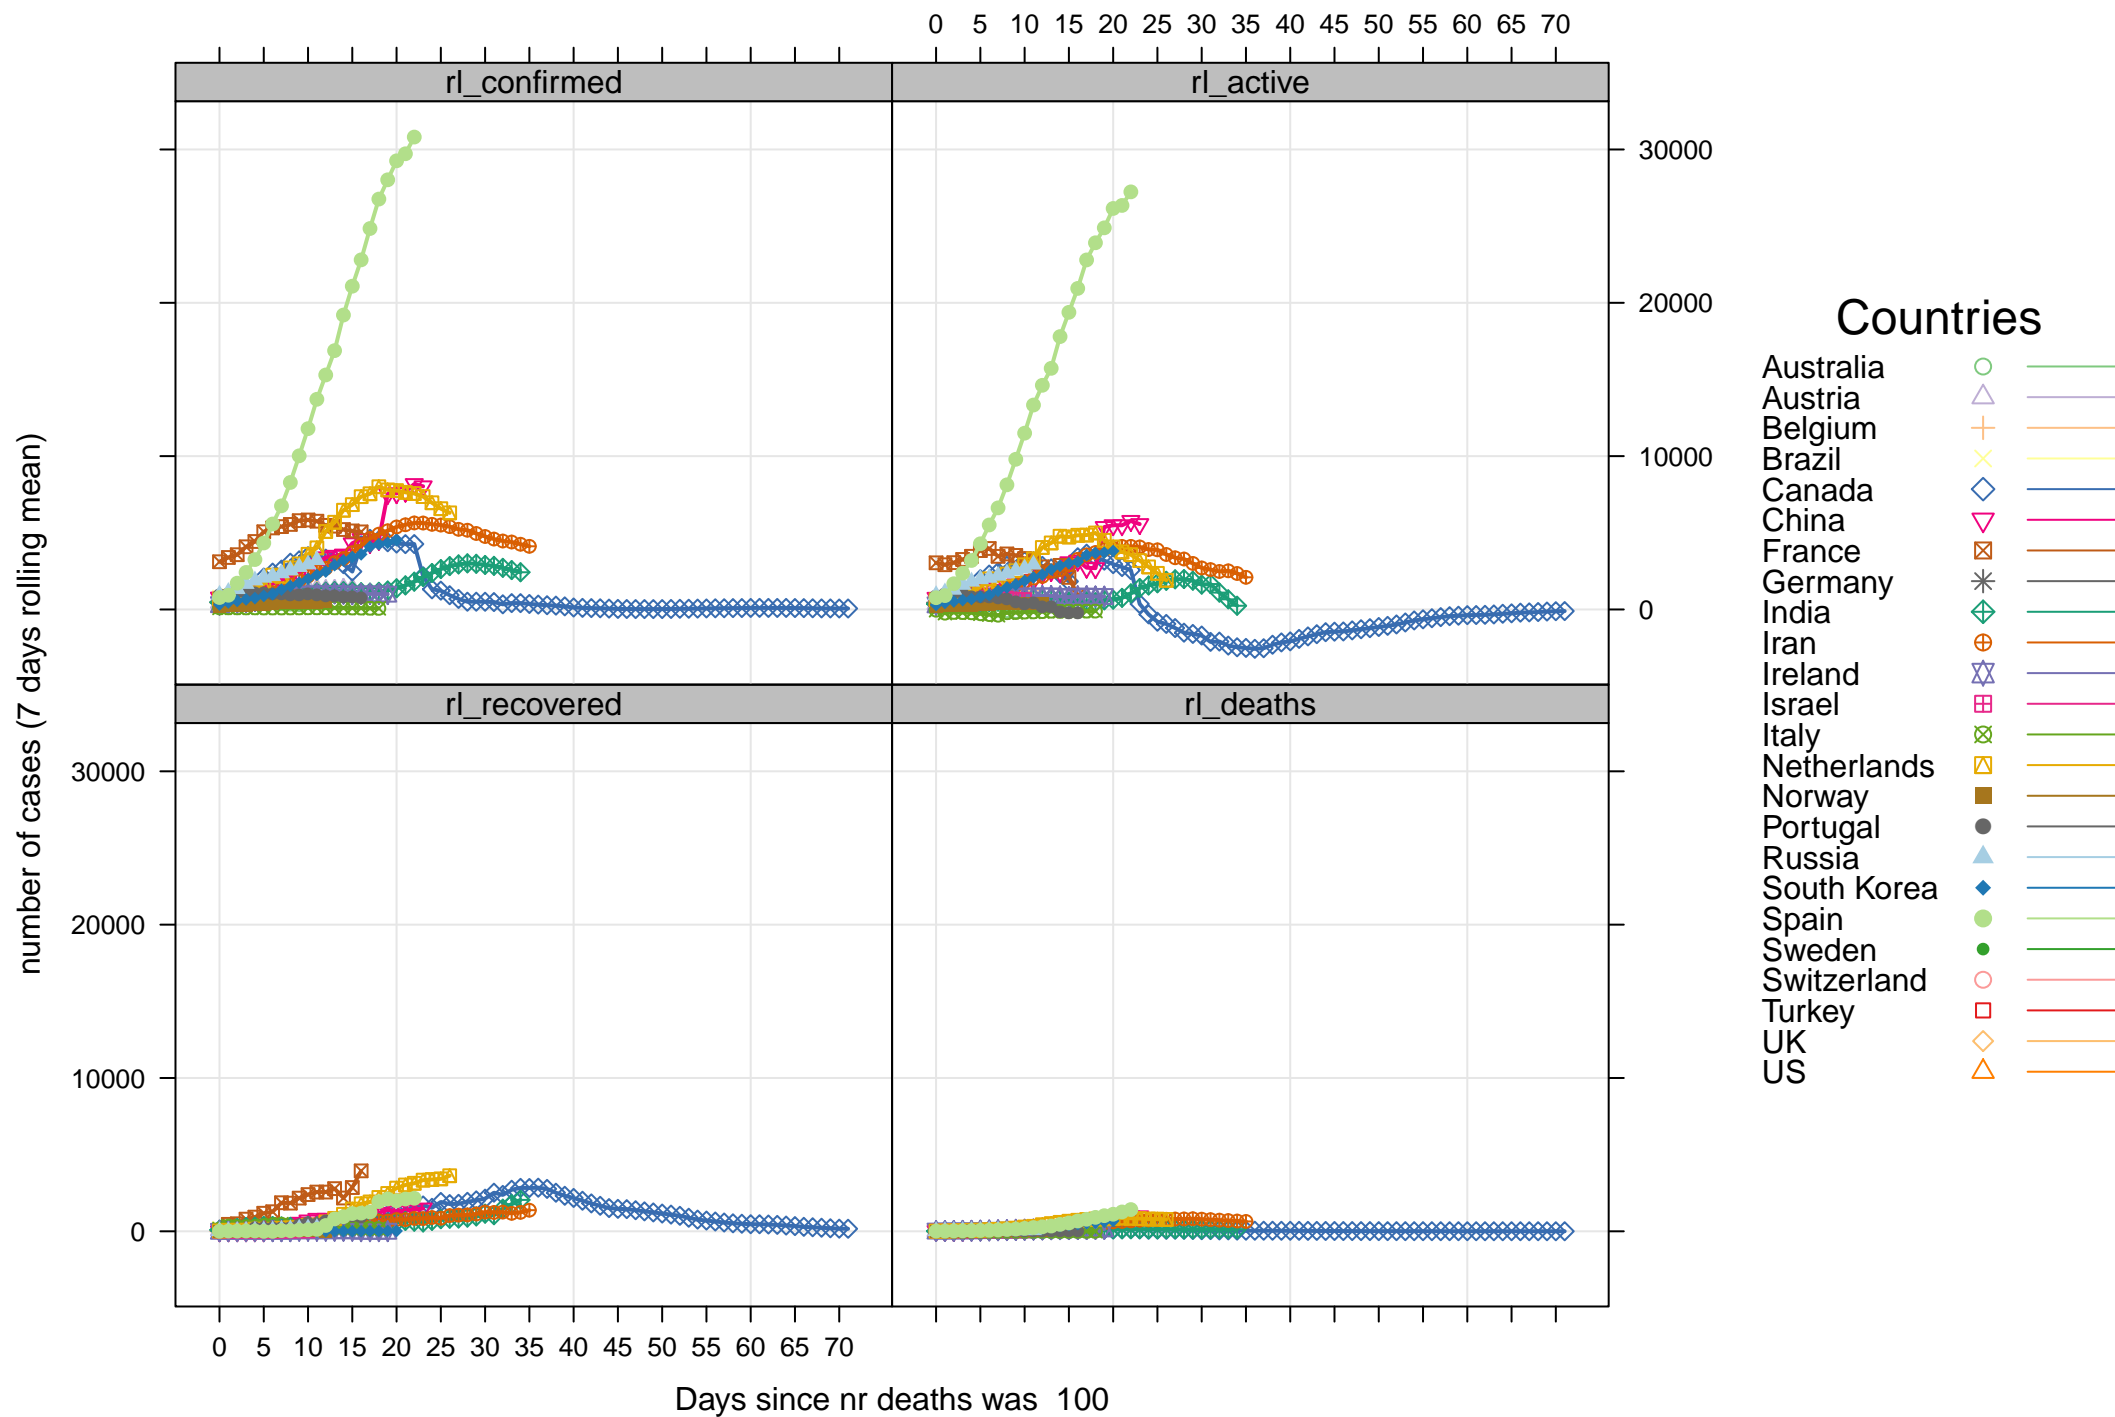 0 5 10 15 20 25 30 35 40 45 50 55 60 65 70
rl_confirmed
rl_active
30000
20000
10000
0
rl_recovered
rl_deaths
30000
20000
10000
0
0 5 10 15 20 25 30 35 40 45 50 55 60 65 70
Days since nr deaths was 100
number of cases (7 days rolling mean)
Countries
Australia
Austria
Belgium
Brazil
Canada
China
France
Germany
India
Iran
Ireland
Israel
Italy
Netherlands
Norway
Portugal
Russia
South Korea
Spain
Sweden
Switzerland
Turkey
UK
US